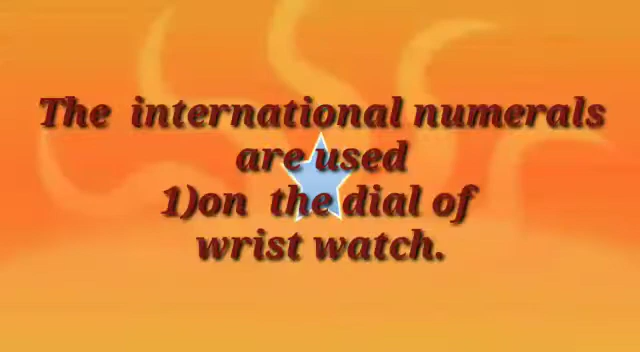 The international numerals
are used
1)on the dial of
wrist watch.